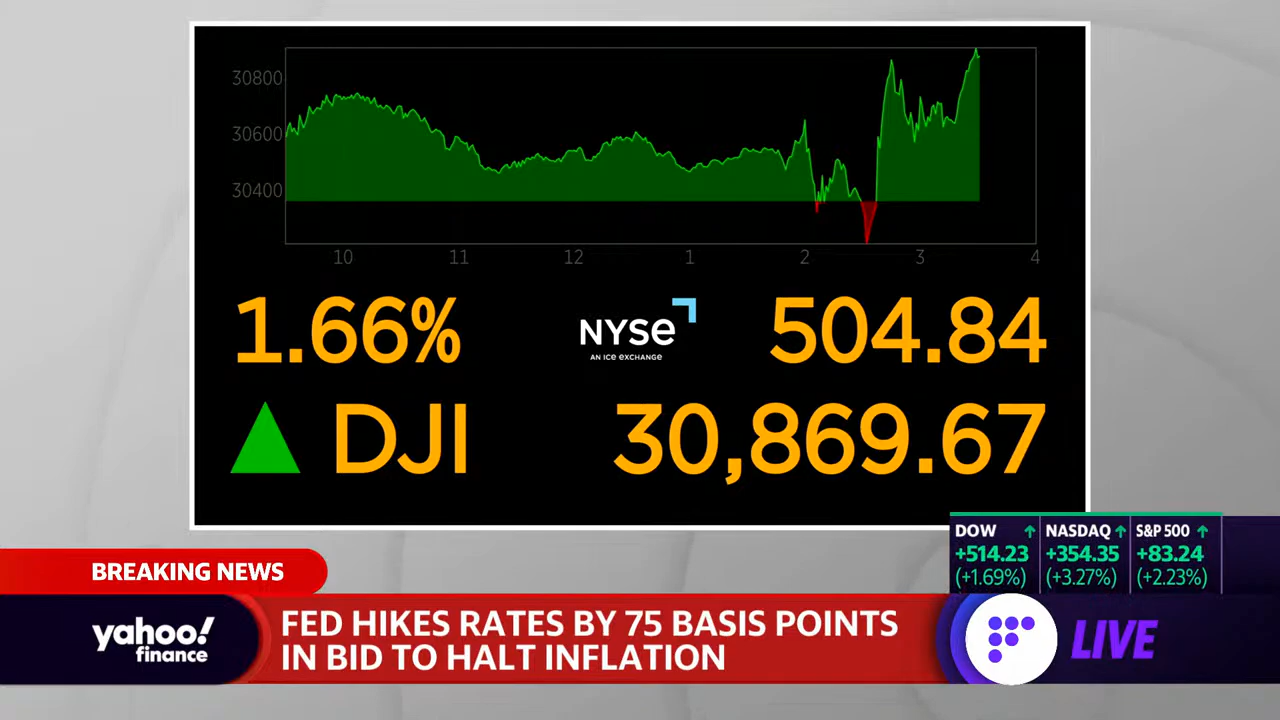 30800
30600
30400
10 11 12 1 2 3 4
1.66% NYSE 504.84
AN ICE EXCHANGE
DJI 30,869.67
DOW NASDAQ S&P 500
+514.23 +354.35 +83.24
(+1.69%) (+3.27%) (+2.23%)
BREAKING NEWS
yahoo!
finance
FED HIKES RATES BY 75 BASIS POINTS
IN BID TO HALT INFLATION
LIVE